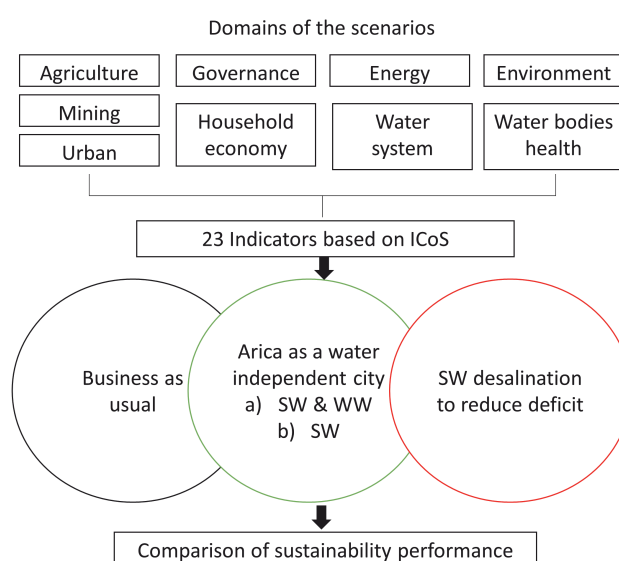 Domains of the scenarios
Agriculture
Governance
Energy
Environment
Mining
Urban
Household
economy
Water
system
Water bodies
health
23 Indicators based on ICoS
Business as
usual
Arica as a water
independent city
a) SW & WW
b) SW
SW desalination
to reduce deficit
Comparison of sustainability performance